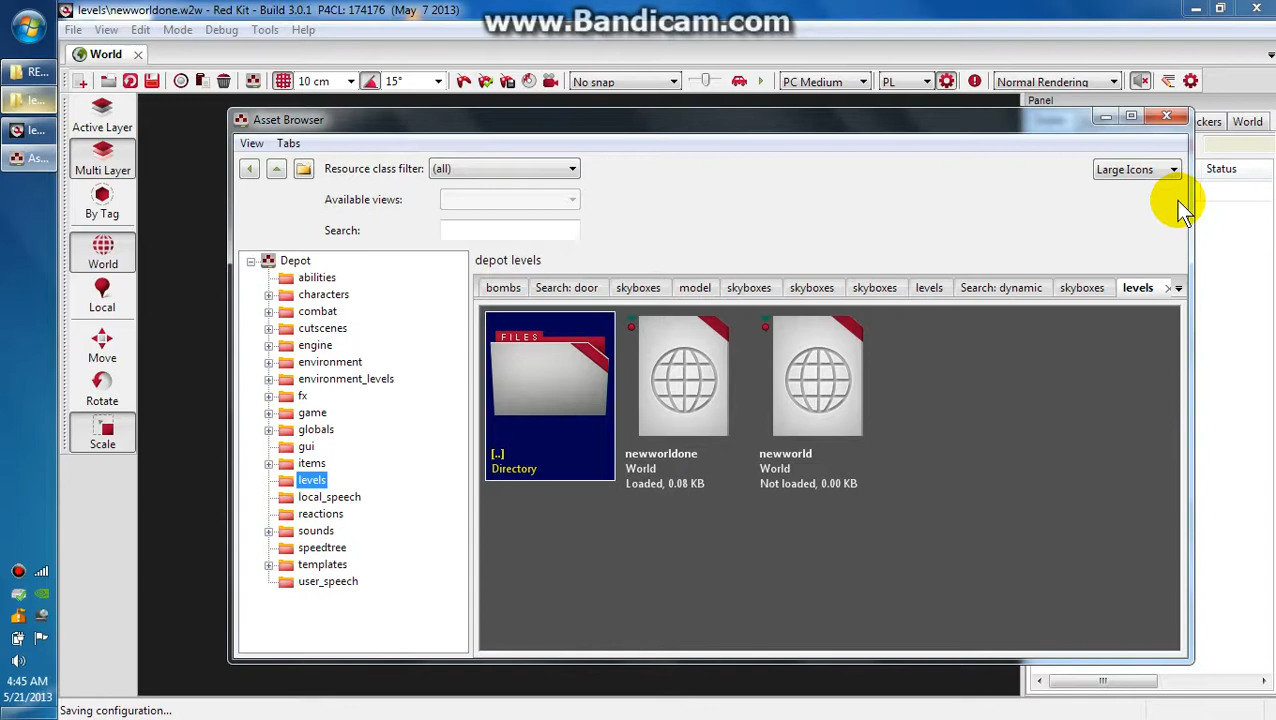 levels\newworldone.w2w - Red Kit - Build 3.0.1 P4CL: 174176 (May 7 2013)
www.Bandicam.com
File View Edit Mode Debug Tools Help
World
10 cm 15° No snap PC Medium PL Normal Rendering
RE...
le...
le...
As...
Active Layer
Multi Layer
By Tag
World
Local
Move
Rotate
Scale
Panel
ckers World
Status
Asset Browser
View Tabs
Resource class filter: (all) Large Icons
Available views:
Search:
Depot
abilities
characters
combat
cutscenes
engine
environment
environment_levels
fx
game
globals
gui
items
levels
local_speech
reactions
sounds
speedtree
templates
user_speech
depot levels
bombs Search: door skyboxes model skyboxes skyboxes skyboxes levels Search: dynamic skyboxes levels
FILES
[..]
Directory
newworldone
World
Loaded, 0.08 KB
newworld
World
Not loaded, 0.00 KB
4:45 AM
5/21/2013
Saving configuration...